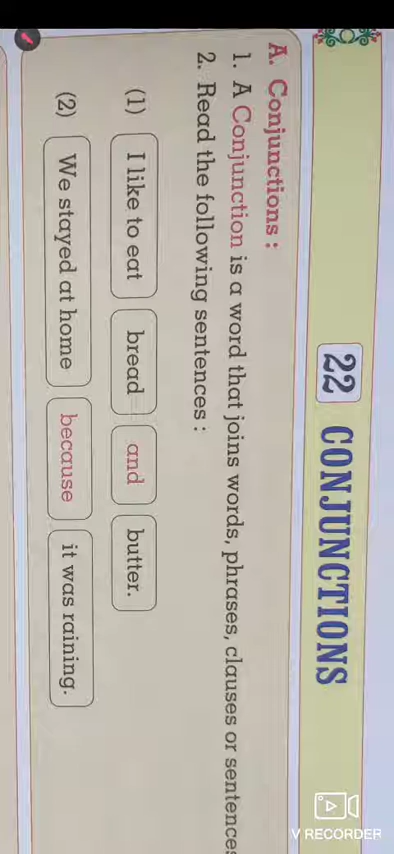 22 CONJUNCTIONS
A. Conjunctions :
1. A Conjunction is a word that joins words, phrases, clauses or sentences
2. Read the following sentences :
(1) I like to eat bread and butter.
(2) We stayed at home because it was raining.
V RECORDER